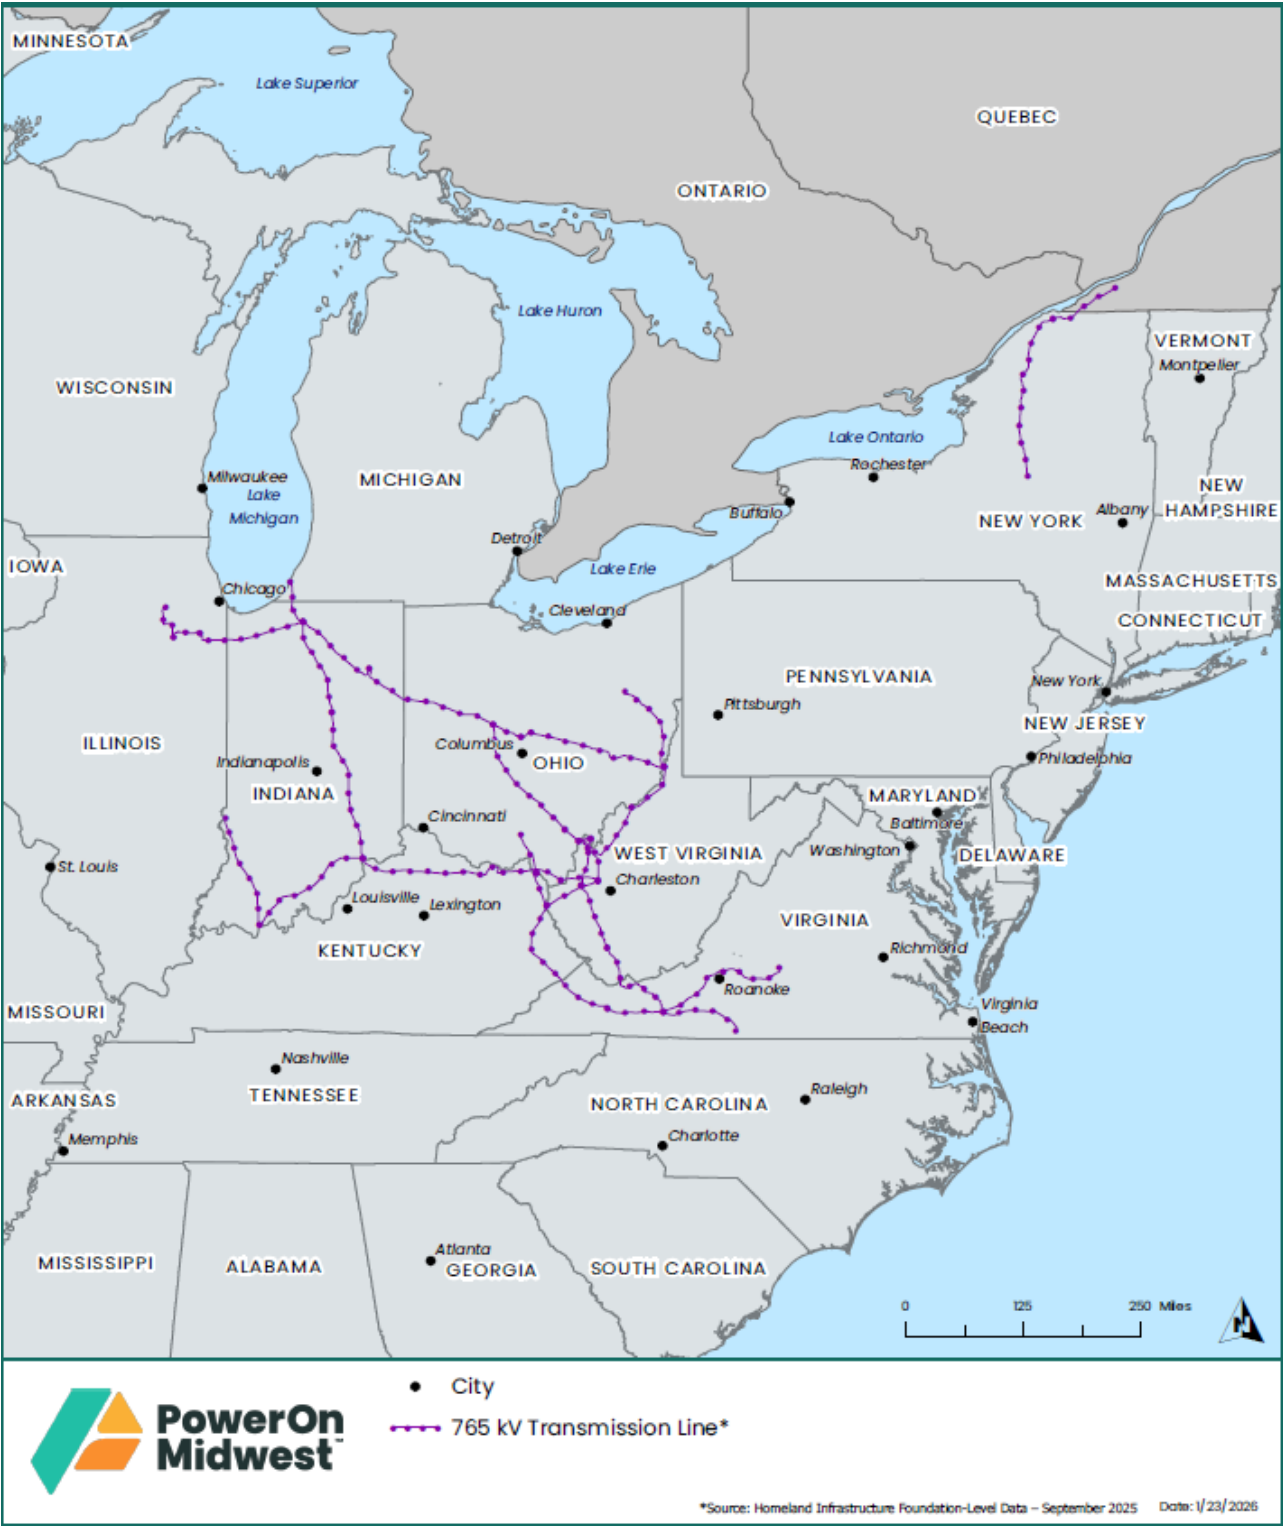 MINNESOTA
Lake Superior
QUEBEC
ONTARIO
Lake Huron
VERMONT
Montpelier
WISCONSIN
Lake Ontario
Rochester
Milwaukee
Lake
Michigan
MICHIGAN
NEW
HAMPSHIRE
Buffalo
NEW YORK
Albany
Detroit
IOWA
Lake Erie
MASSACHUSETTS
Chicago
Cleveland
CONNECTICUT
PENNSYLVANIA
New York
Pittsburgh
NEW JERSEY
ILLINOIS
Columbus
OHIO
Indianapolis
Philadelphia
INDIANA
MARYLAND
Cincinnati
Baltimore
Washington
WEST VIRGINIA
DELAWARE
St. Louis
Charleston
Louisville
Lexington
VIRGINIA
KENTUCKY
Richmond
Roanoke
MISSOURI
Virginia
Beach
Nashville
TENNESSEE
ARKANSAS
NORTH CAROLINA
Raleigh
Memphis
Charlotte
Atlanta
MISSISSIPPI
ALABAMA
GEORGIA
SOUTH CAROLINA
0 125 250 Miles
N
City
765 kV Transmission Line*
PowerOn
Midwest™
*Source: Homeland Infrastructure Foundation-Level Data – September 2025 Date: 1/23/2026